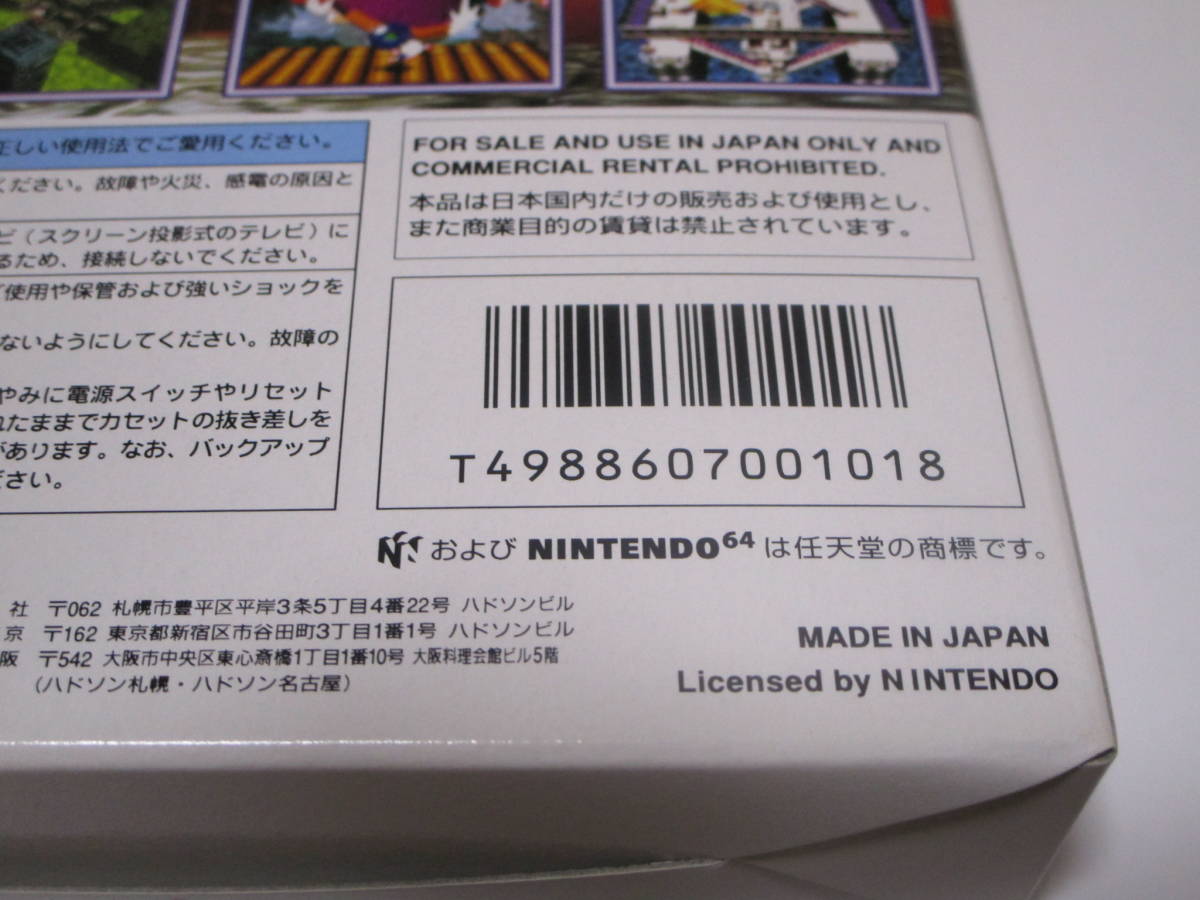 正しい使用法でご愛用ください。
ください。故障や火災、感電の原因と
ビ（スクリーン投影式のテレビ）に
るため、接続しないでください。
使用や保管および強いショックを
ないようにしてください。故障の
やみに電源スイッチやリセット
れたままでカセットの抜き差しを
があります。なお、バックアップ
ださい。
FOR SALE AND USE IN JAPAN ONLY AND
COMMERCIAL RENTAL PROHIBITED.
本品は日本国内だけの販売および使用とし、
また商業目的の賃貸は禁止されています。
T4988607001018
および NINTENDO64 は任天堂の商標です。
社 〒062 札幌市豊平区平岸3条5丁目4番22号 ハドソンビル
京 〒162 東京都新宿区市谷田町3丁目1番1号 ハドソンビル
阪 〒542 大阪市中央区東心斎橋1丁目1番10号 大阪料理会館ビル5階
（ハドソン札幌・ハドソン名古屋）
MADE IN JAPAN
Licensed by NINTENDO